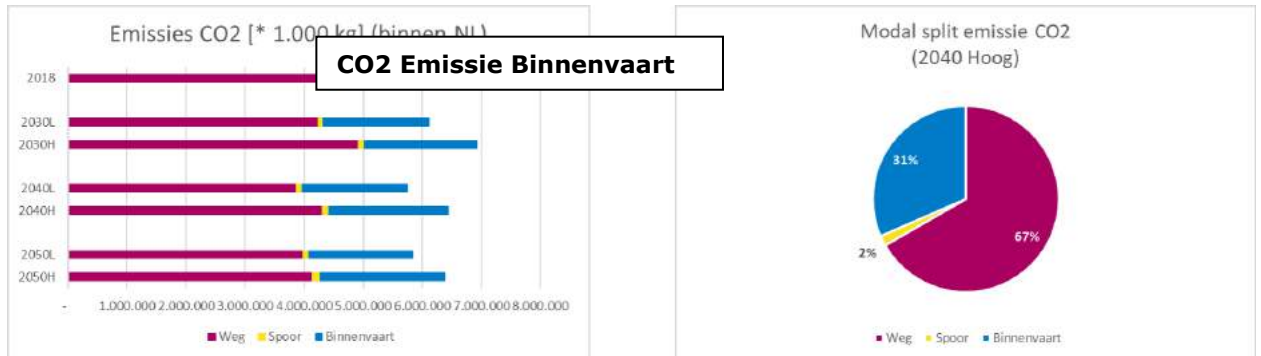 Emissies CO2 [* 1.000 kg] (binnen NL)
CO2 Emissie Binnenvaart
2018
2030L
2030H
2040L
2040H
2050L
2050H
- 1.000.000 2.000.000 3.000.000 4.000.000 5.000.000 6.000.000 7.000.000 8.000.000
Weg Spoor Binnenvaart
Modal split emissie CO2
(2040 Hoog)
31%
67%
2%
Weg Spoor Binnenvaart